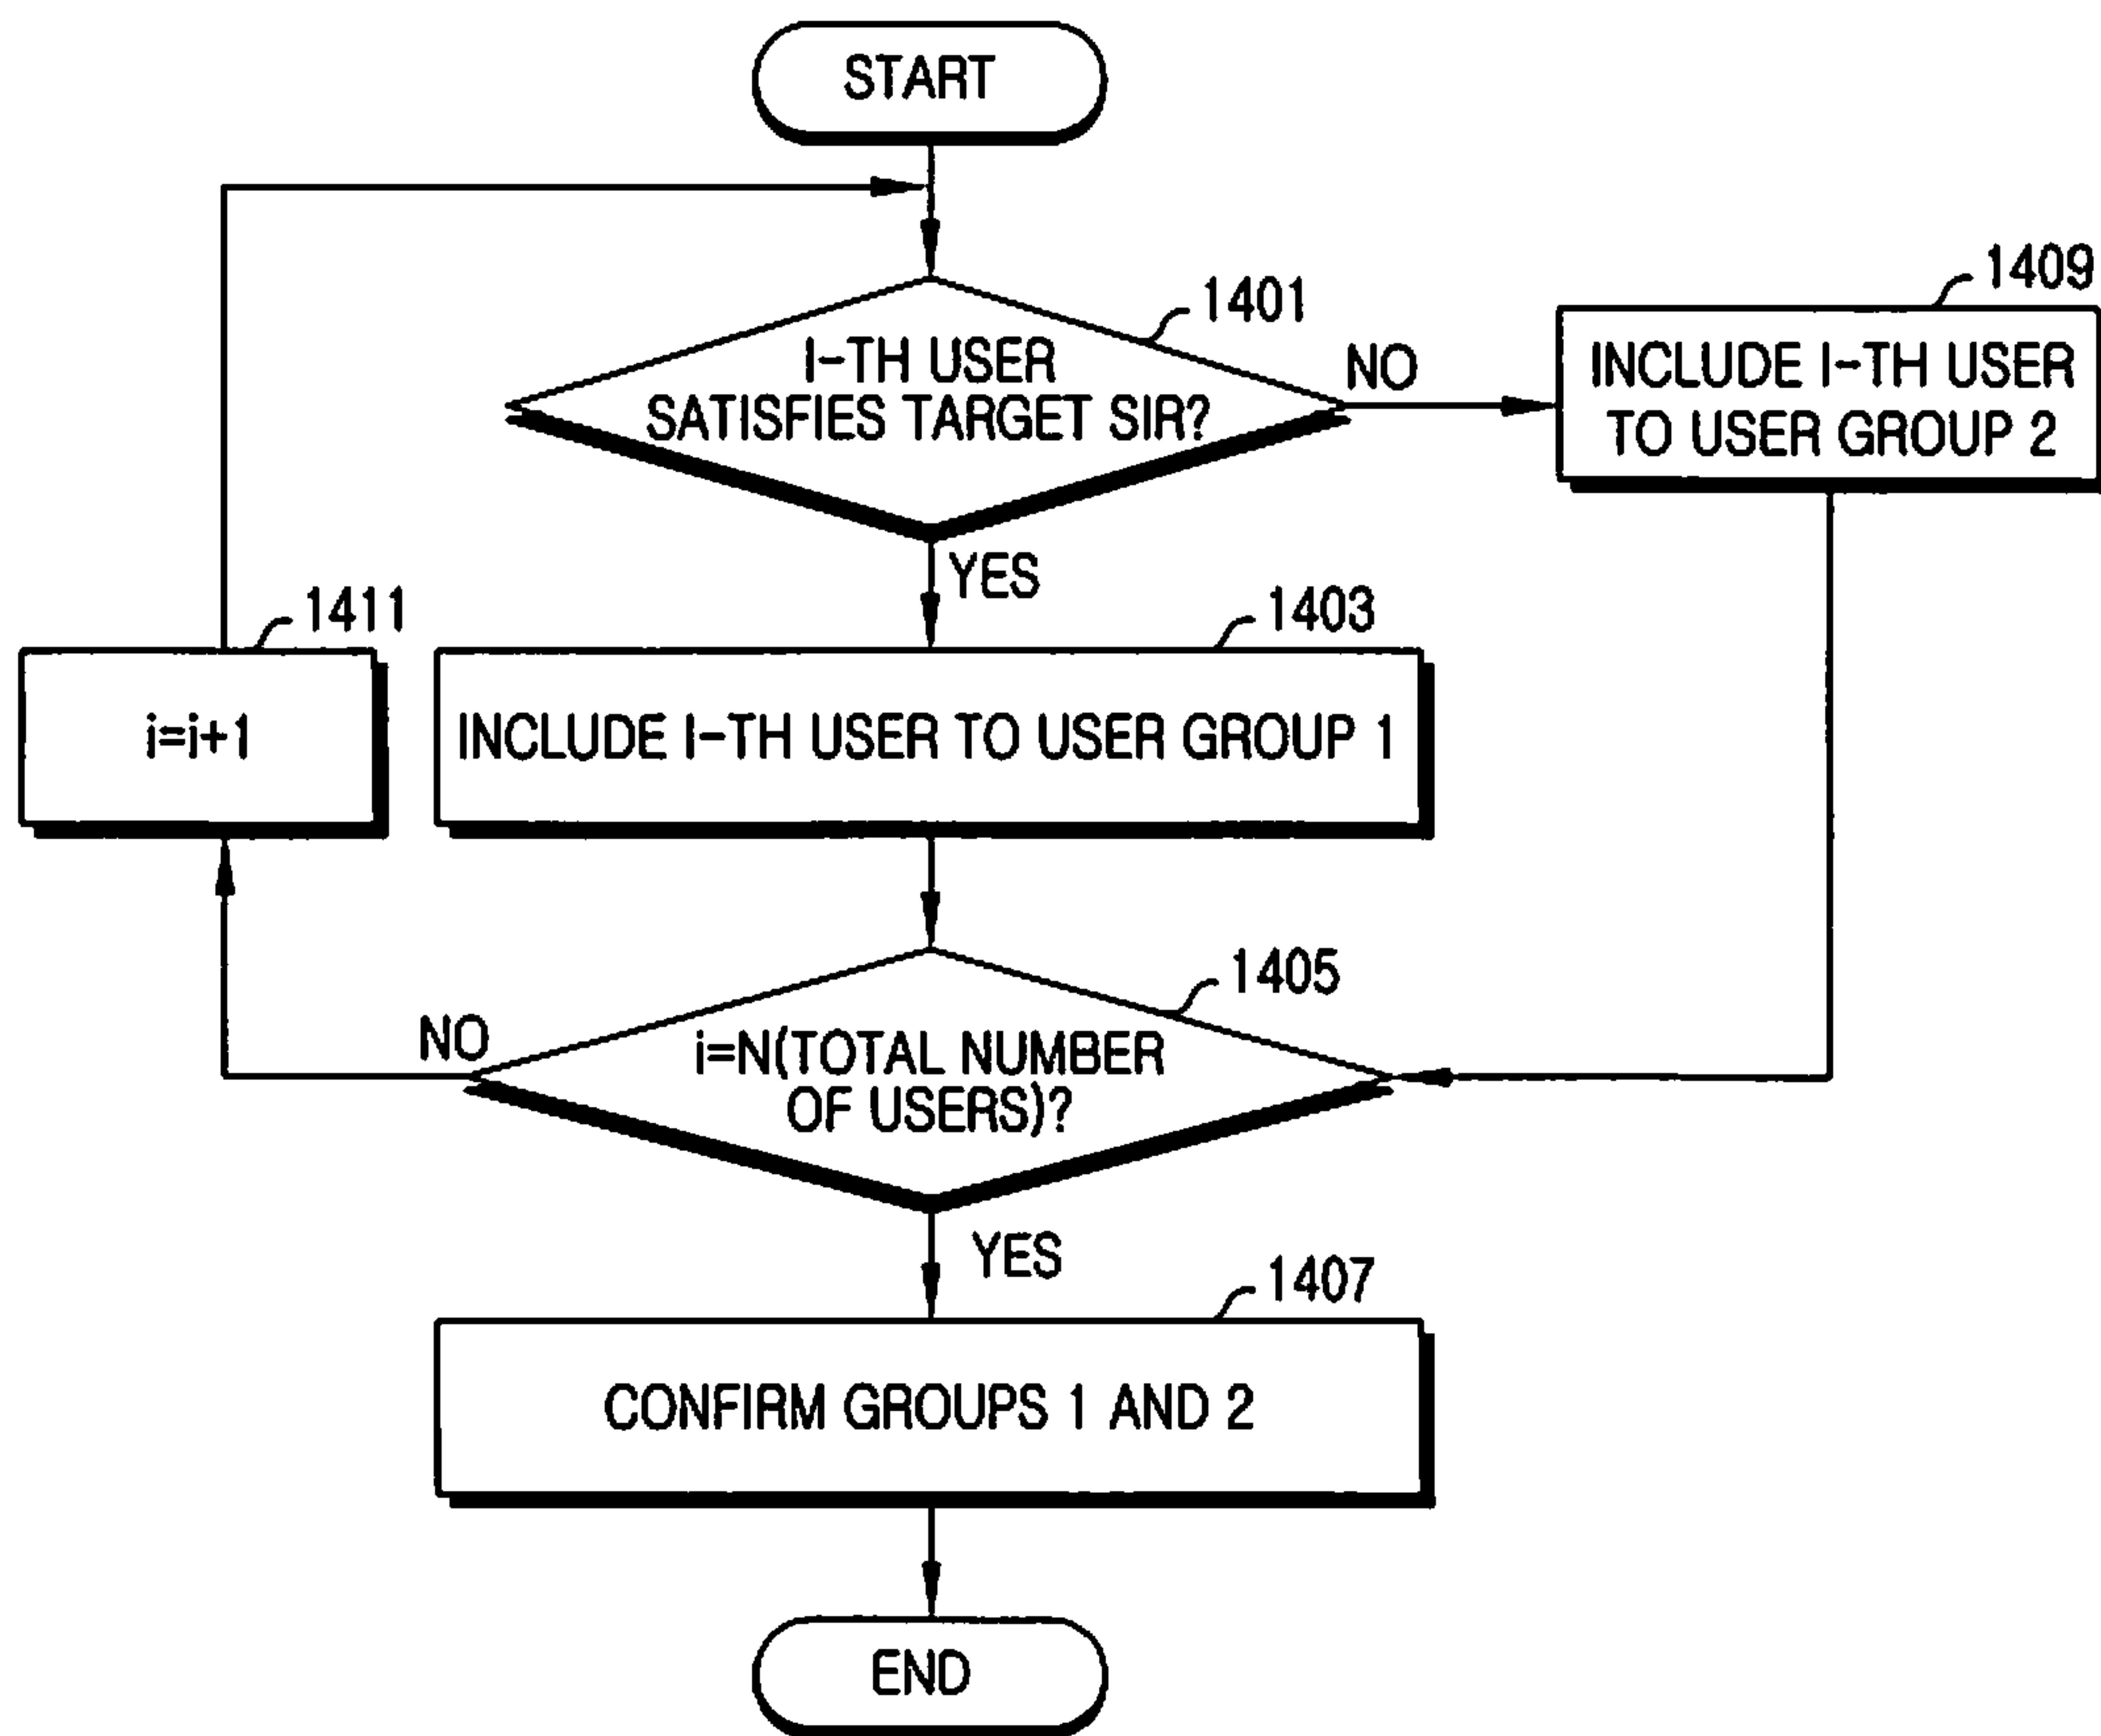 START
1401
I-TH USER
SATISFIES TARGET SIR?
NO
1409
INCLUDE I-TH USER
TO USER GROUP 2
YES
1411
i=i+1
1403
INCLUDE I-TH USER TO USER GROUP 1
1405
NO
i=N(TOTAL NUMBER
OF USERS)?
YES
1407
CONFIRM GROUPS 1 AND 2
END